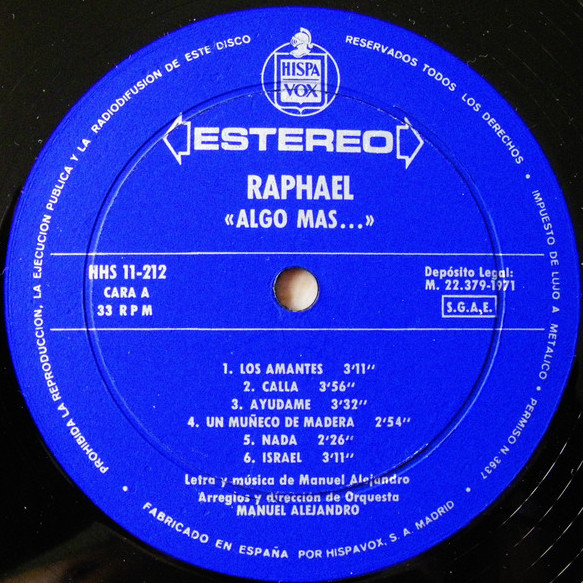 PROHIBIDA LA REPRODUCCION, LA EJECUCION PUBLICA Y LA RADIODIFUSION DE ESTE DISCO
RESERVADOS TODOS LOS DERECHOS • IMPUESTO DE LUJO A METALICO • PERMISO N. 3637
HISPA
VOX
ESTEREO
RAPHAEL
«ALGO MAS...»
HHS 11-212
CARA A
33 RPM
Depósito Legal:
M. 22.379-1971
S.G.A.E.
1. LOS AMANTES 3'11''
2. CALLA 3'56''
3. AYUDAME 3'32''
4. UN MUÑECO DE MADERA 2'54''
5. NADA 2'26''
6. ISRAEL 3'11''
Letra y música de Manuel Alejandro
Arregios y dirección de Orquesta
MANUEL ALEJANDRO
• FABRICADO EN ESPAÑA POR HISPAVOX, S. A. MADRID •